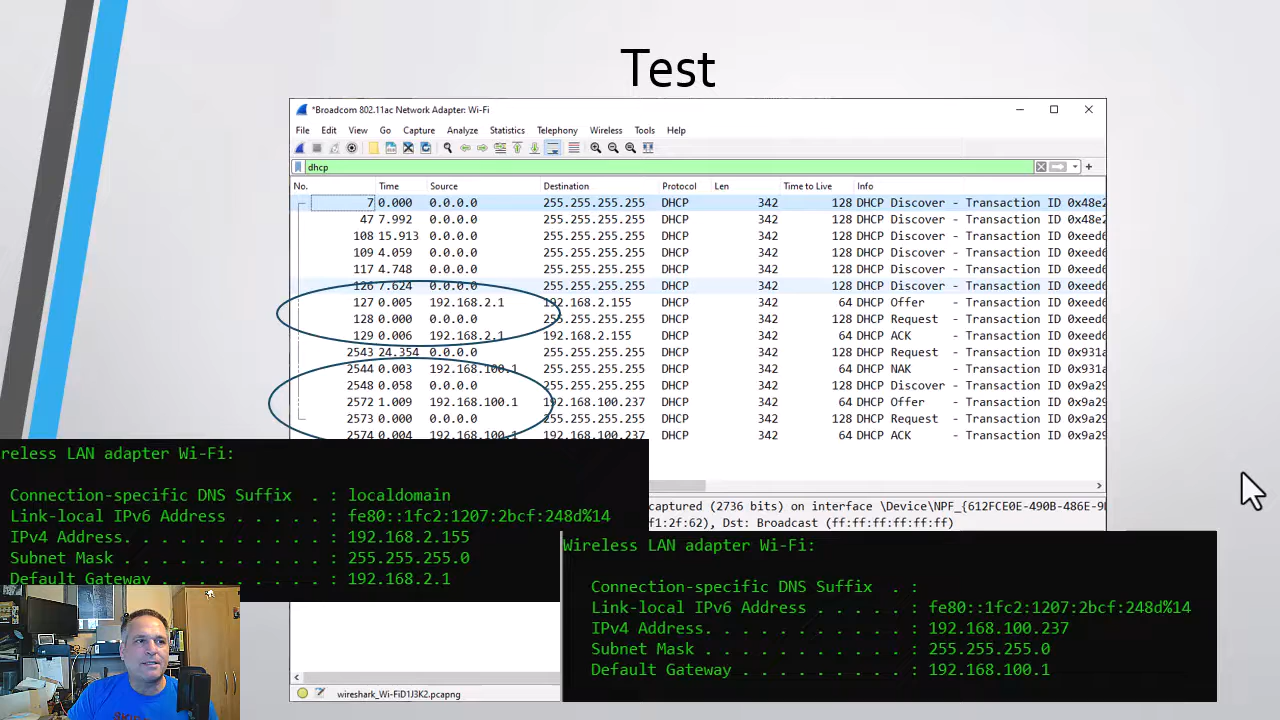 Test
*Broadcom 802.11ac Network Adapter: Wi-Fi
File Edit View Go Capture Analyze Statistics Telephony Wireless Tools Help
dhcp
No. Time Source Destination Protocol Len Time to Live Info
7 0.000 0.0.0.0 255.255.255.255 DHCP 342 128 DHCP Discover - Transaction ID 0x48e2
47 7.992 0.0.0.0 255.255.255.255 DHCP 342 128 DHCP Discover - Transaction ID 0x48e2
108 15.913 0.0.0.0 255.255.255.255 DHCP 342 128 DHCP Discover - Transaction ID 0xeed6
109 4.059 0.0.0.0 255.255.255.255 DHCP 342 128 DHCP Discover - Transaction ID 0xeed6
117 4.748 0.0.0.0 255.255.255.255 DHCP 342 128 DHCP Discover - Transaction ID 0xeed6
126 7.624 0.0.0.0 255.255.255.255 DHCP 342 128 DHCP Discover - Transaction ID 0xeed6
127 0.005 192.168.2.1 192.168.2.155 DHCP 342 64 DHCP Offer - Transaction ID 0xeed6
128 0.000 0.0.0.0 255.255.255.255 DHCP 342 128 DHCP Request - Transaction ID 0xeed6
129 0.006 192.168.2.1 192.168.2.155 DHCP 342 64 DHCP ACK - Transaction ID 0xeed6
2543 24.354 0.0.0.0 255.255.255.255 DHCP 342 128 DHCP Request - Transaction ID 0x931a
2544 0.003 192.168.100.1 255.255.255.255 DHCP 342 64 DHCP NAK - Transaction ID 0x931a
2548 0.058 0.0.0.0 255.255.255.255 DHCP 342 128 DHCP Discover - Transaction ID 0x9a29
2572 1.009 192.168.100.1 192.168.100.237 DHCP 342 64 DHCP Offer - Transaction ID 0x9a29
2573 0.000 0.0.0.0 255.255.255.255 DHCP 342 128 DHCP Request - Transaction ID 0x9a29
2574 0.004 192.168.100.1 192.168.100.237 DHCP 342 64 DHCP ACK - Transaction ID 0x9a29
captured (2736 bits) on interface \Device\NPF_{612FCE0E-490B-486E-9
f1:2f:62), Dst: Broadcast (ff:ff:ff:ff:ff:ff)
reless LAN adapter Wi-Fi:
Connection-specific DNS Suffix . : localdomain
Link-local IPv6 Address . . . . . : fe80::1fc2:1207:2bcf:248d%14
IPv4 Address. . . . . . . . . . . : 192.168.2.155
Subnet Mask . . . . . . . . . . . : 255.255.255.0
Default Gateway . . . . . . . . . : 192.168.2.1
Wireless LAN adapter Wi-Fi:
Connection-specific DNS Suffix . :
Link-local IPv6 Address . . . . . : fe80::1fc2:1207:2bcf:248d%14
IPv4 Address. . . . . . . . . . . : 192.168.100.237
Subnet Mask . . . . . . . . . . . : 255.255.255.0
Default Gateway . . . . . . . . . : 192.168.100.1
wireshark_Wi-FiD1J3K2.pcapng